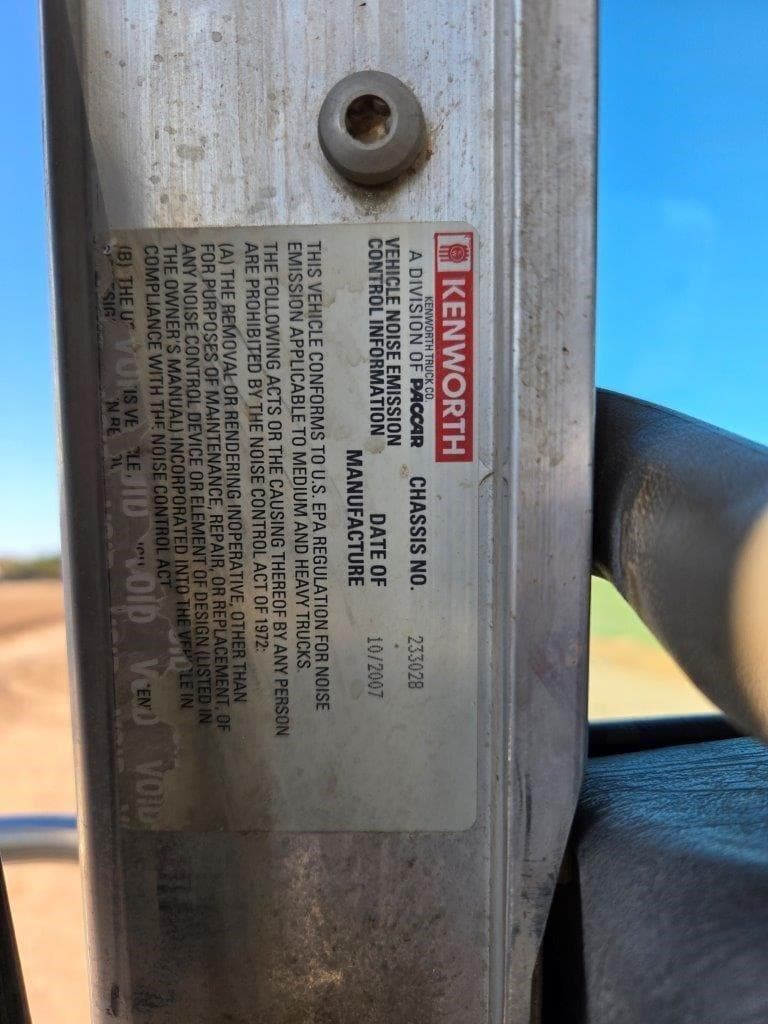 KENWORTH
KENWORTH TRUCK CO.
A DIVISION OF PACCAR
CHASSIS NO. 233028
VEHICLE NOISE EMISSION
CONTROL INFORMATION
DATE OF
MANUFACTURE
10/2007
THIS VEHICLE CONFORMS TO U.S. EPA REGULATION FOR NOISE
EMISSION APPLICABLE TO MEDIUM AND HEAVY TRUCKS.
THE FOLLOWING ACTS OR THE CAUSING THEREOF BY ANY PERSON
ARE PROHIBITED BY THE NOISE CONTROL ACT OF 1972:
(A) THE REMOVAL OR RENDERING INOPERATIVE, OTHER THAN
FOR PURPOSES OF MAINTENANCE, REPAIR, OR REPLACEMENT, OF
ANY NOISE CONTROL DEVICE OR ELEMENT OF DESIGN (LISTED IN
THE OWNER'S MANUAL) INCORPORATED INTO THE VEHICLE IN
COMPLIANCE WITH THE NOISE CONTROL ACT
(B) THE
VOID VOID VOID